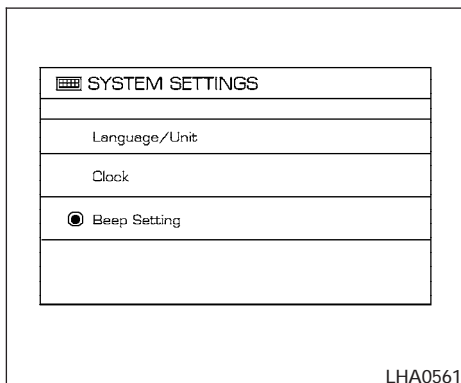 SYSTEM SETTINGS
Language/Unit
Clock
Beep Setting
LHA0561